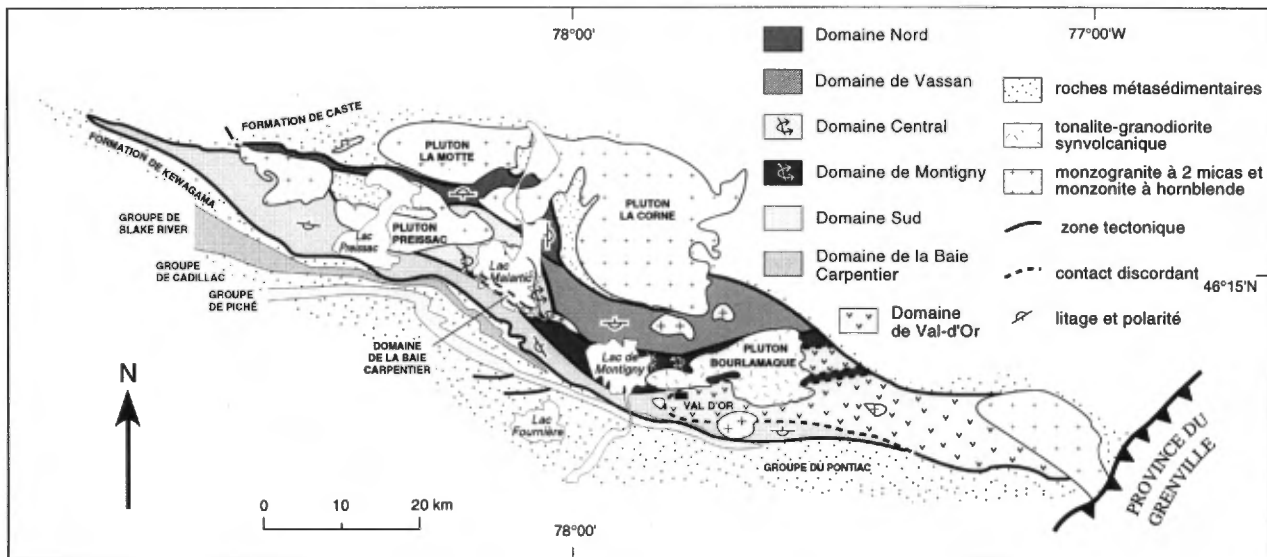 78°00'
77°00'W
Domaine Nord
Domaine de Vassan
Domaine Central
Domaine de Montigny
Domaine Sud
Domaine de la Baie
Carpentier
Domaine
de Val-d'Or
roches métasédimentaires
tonalite-granodiorite
synvolcanique
monzogranite à 2 micas et
monzonite à hornblende
zone tectonique
contact discordant
litage et polarité
46°15'N
FORMATION DE CASTE
FORMATION DE KEWAGAMA
PLUTON
LA MOTTE
PLUTON
LA CORNE
GROUPE DE
BLAKE RIVER
Lac
Preissac
PLUTON
PREISSAC
GROUPE
DE CADILLAC
Lac
Malartic
GROUPE
DE PICHÉ
DOMAINE
DE LA BAIE
CARPENTIER
Lac de
Montigny
PLUTON
BOURLAMAQUE
N
VAL D'OR
Lac
Fournière
GROUPE DU PONTIAC
PROVINCE DU
GRENVILLE
0 10 20 km
78°00'